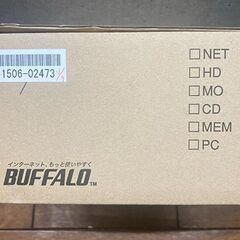 1506-02473
□NET
□HD
□MO
□CD
□MEM
□PC
インターネット、もっと使いやすく
BUFFALO™